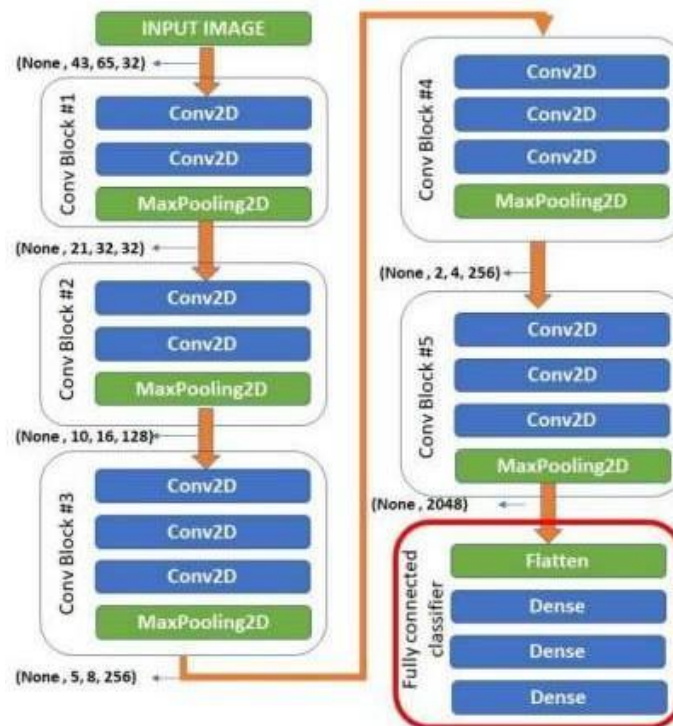 INPUT IMAGE
(None , 43, 65, 32)
Conv Block #1
Conv2D
Conv2D
MaxPooling2D
(None , 21, 32, 32)
Conv Block #2
Conv2D
Conv2D
MaxPooling2D
(None , 10, 16, 128)
Conv Block #3
Conv2D
Conv2D
Conv2D
MaxPooling2D
(None , 5, 8, 256)
Conv Block #4
Conv2D
Conv2D
Conv2D
MaxPooling2D
(None , 2, 4, 256)
Conv Block #5
Conv2D
Conv2D
Conv2D
MaxPooling2D
(None , 2048)
Fully connected
classifier
Flatten
Dense
Dense
Dense